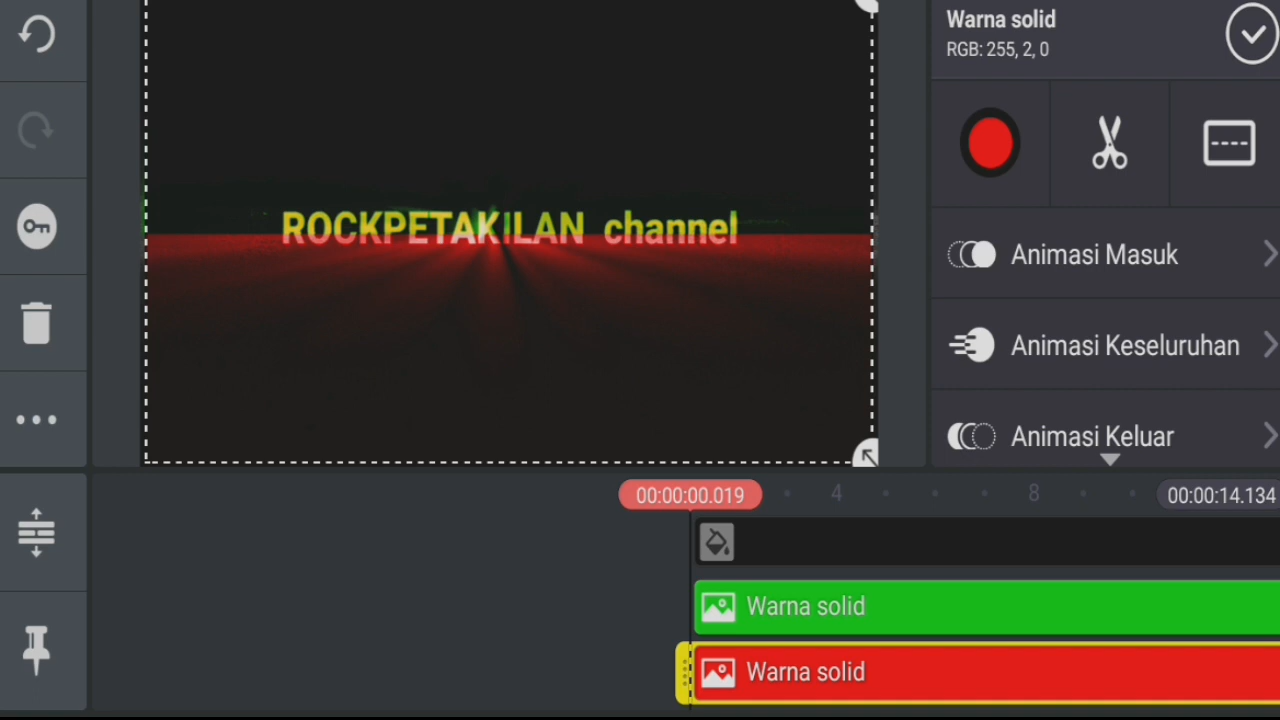 Warna solid
RGB: 255, 2, 0
ROCKPETAKILAN channel
Animasi Masuk
Animasi Keseluruhan
Animasi Keluar
00:00:00.019
4
8
00:00:14.134
Warna solid
Warna solid